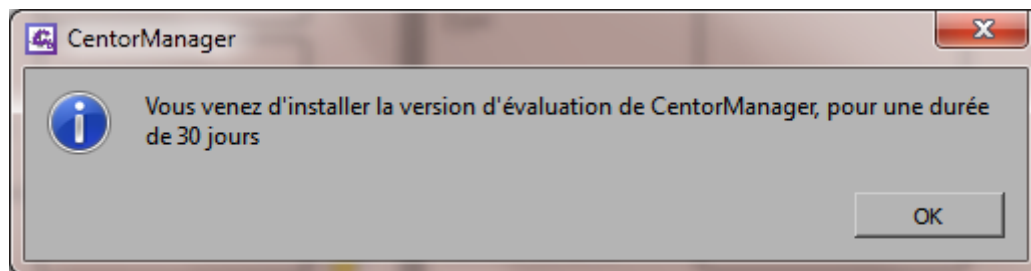 CentorManager
Vous venez d'installer la version d'évaluation de CentorManager, pour une durée
de 30 jours
OK